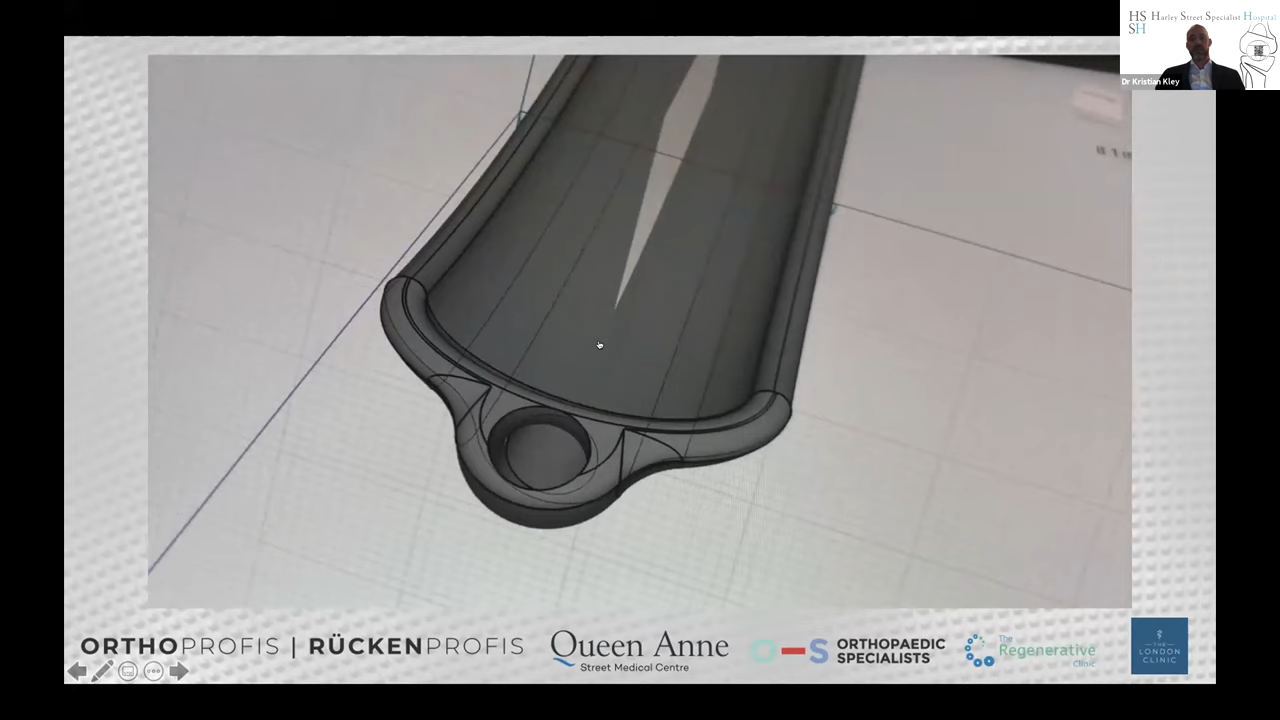 HS Harley Street Specialist Hospital
SH
Dr Kristian Kley
ORTHOPROFIS | RÜCKENPROFIS
Queen Anne
Street Medical Centre
O–S ORTHOPAEDIC
SPECIALISTS
The
Regenerative
Clinic
THE
LONDON
CLINIC